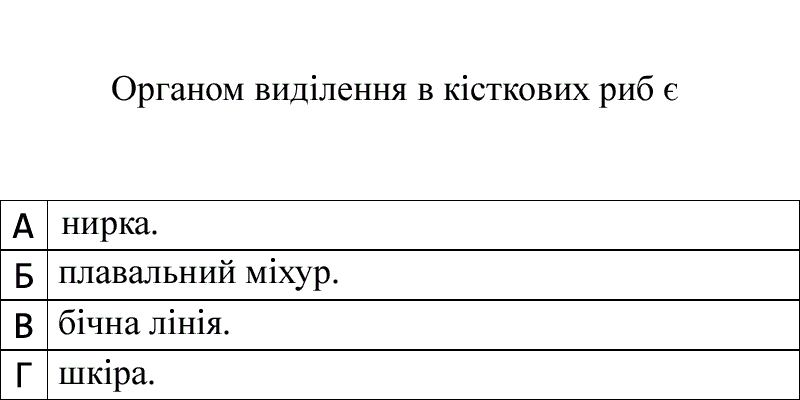 Органом виділення в кісткових риб є
А нирка.
Б плавальний міхур.
В бічна лінія.
Г шкіра.